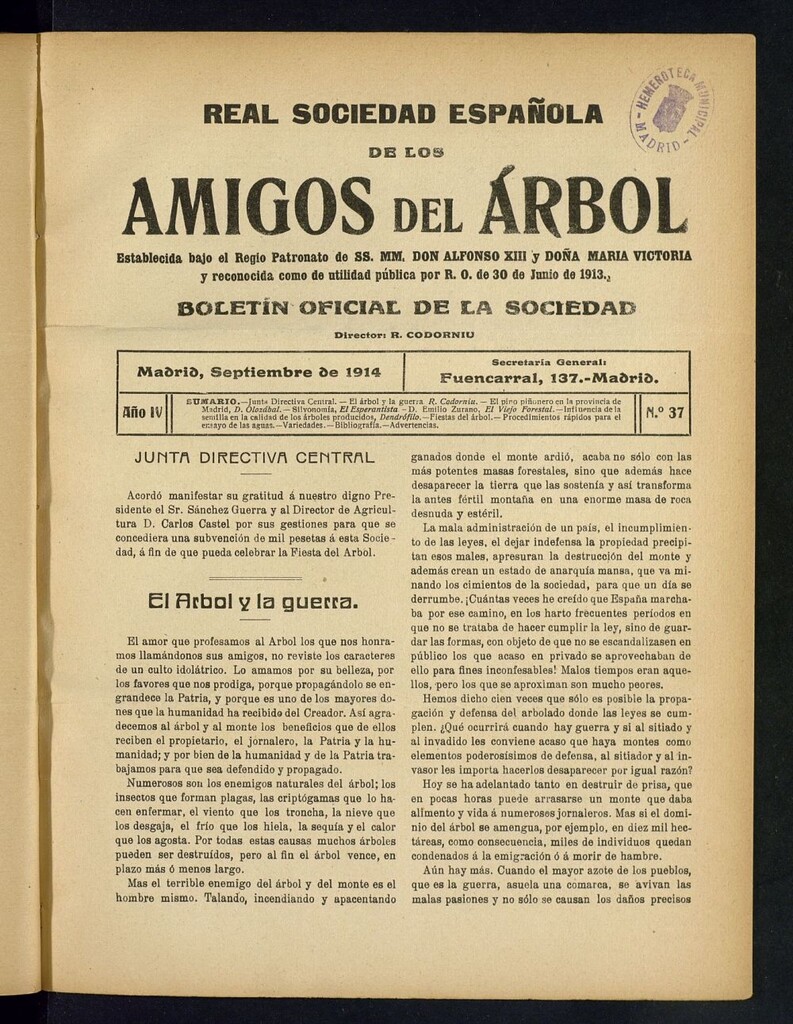 HEMEROTECA MUNICIPAL
- MADRID -
REAL SOCIEDAD ESPAÑOLA
DE LOS
AMIGOS DEL ÁRBOL
Establecida bajo el Regio Patronato de SS. MM. DON ALFONSO XIII y DOÑA MARIA VICTORIA
y reconocida como de utilidad pública por R. O. de 30 de Junio de 1913.
BOLETÍN OFICIAL DE LA SOCIEDAD
Director: R. CODORNIU
Madrid, Septiembre de 1914
Secretaría General:
Fuencarral, 137.-Madrid.
Año IV
SUMARIO.—Junta Directiva Central. — El árbol y la guerra R. Codorniu. — El pino piñonero en la provincia de
Madrid, D. Olazábal. — Silvonomía, El Esperantista — D. Emilio Zurano, El Viejo Forestal. — Influencia de la
semilla en la calidad de los árboles producidos, Dendrófilo. — Fiestas del árbol. — Procedimientos rápidos para el
ensayo de las aguas. — Variedades. — Bibliografía. — Advertencias.
N.º 37
JUNTA DIRECTIVA CENTRAL
Acordó manifestar su gratitud á nuestro digno Pre-
sidente el Sr. Sánchez Guerra y al Director de Agricul-
tura D. Carlos Castel por sus gestiones para que se
concediera una subvención de mil pesetas á esta Socie-
dad, á fin de que pueda celebrar la Fiesta del Arbol.
El Arbol y la guerra.
El amor que profesamos al Arbol los que nos honra-
mos llamándonos sus amigos, no reviste los caracteres
de un culto idolátrico. Lo amamos por su belleza, por
los favores que nos prodiga, porque propagándolo se en-
grandece la Patria, y porque es uno de los mayores do-
nes que la humanidad ha recibido del Creador. Así agra-
decemos al árbol y al monte los beneficios que de ellos
reciben el propietario, el jornalero, la Patria y la hu-
manidad; y por bien de la humanidad y de la Patria tra-
bajamos para que sea defendido y propagado.
Numerosos son los enemigos naturales del árbol; los
insectos que forman plagas, las criptógamas que lo ha-
cen enfermar, el viento que los troncha, la nieve que
los desgaja, el frío que los hiela, la sequía y el calor
que los agosta. Por todas estas causas muchos árboles
pueden ser destruídos, pero al fin el árbol vence, en
plazo más ó menos largo.
Mas el terrible enemigo del árbol y del monte es el
hombre mismo. Talando, incendiando y apacentando
ganados donde el monte ardió, acaba no sólo con las
más potentes masas forestales, sino que además hace
desaparecer la tierra que las sostenía y así transforma
la antes fértil montaña en una enorme masa de roca
desnuda y estéril.
La mala administración de un país, el incumplimien-
to de las leyes, el dejar indefensa la propiedad precipi-
tan esos males, apresuran la destrucción del monte y
además crean un estado de anarquía mansa, que va mi-
nando los cimientos de la sociedad, para que un día se
derrumbe. ¡Cuántas veces he creído que España marcha-
ba por ese camino, en los harto frecuentes períodos en
que no se trataba de hacer cumplir la ley, sino de guar-
dar las formas, con objeto de que no se escandalizasen en
público los que acaso en privado se aprovechaban de
ello para fines inconfesables! Malos tiempos eran aque-
llos, pero los que se aproximan son mucho peores.
Hemos dicho cien veces que sólo es posible la propa-
gación y defensa del arbolado donde las leyes se cum-
plen. ¿Qué ocurrirá cuando hay guerra y si al sitiado y
al invadido les conviene acaso que haya montes como
elementos poderosísimos de defensa, al sitiador y al in-
vasor les importa hacerlos desaparecer por igual razón?
Hoy se ha adelantado tanto en destruir de prisa, que
en pocas horas puede arrasarse un monte que daba
alimento y vida á numerosos jornaleros. Mas si el domi-
nio del árbol se amengua, por ejemplo, en diez mil hec-
táreas, como consecuencia, miles de individuos quedan
condenados á la emigración ó á morir de hambre.
Aún hay más. Cuando el mayor azote de los pueblos,
que es la guerra, asuela una comarca, se avivan las
malas pasiones y no sólo se causan los daños precisos